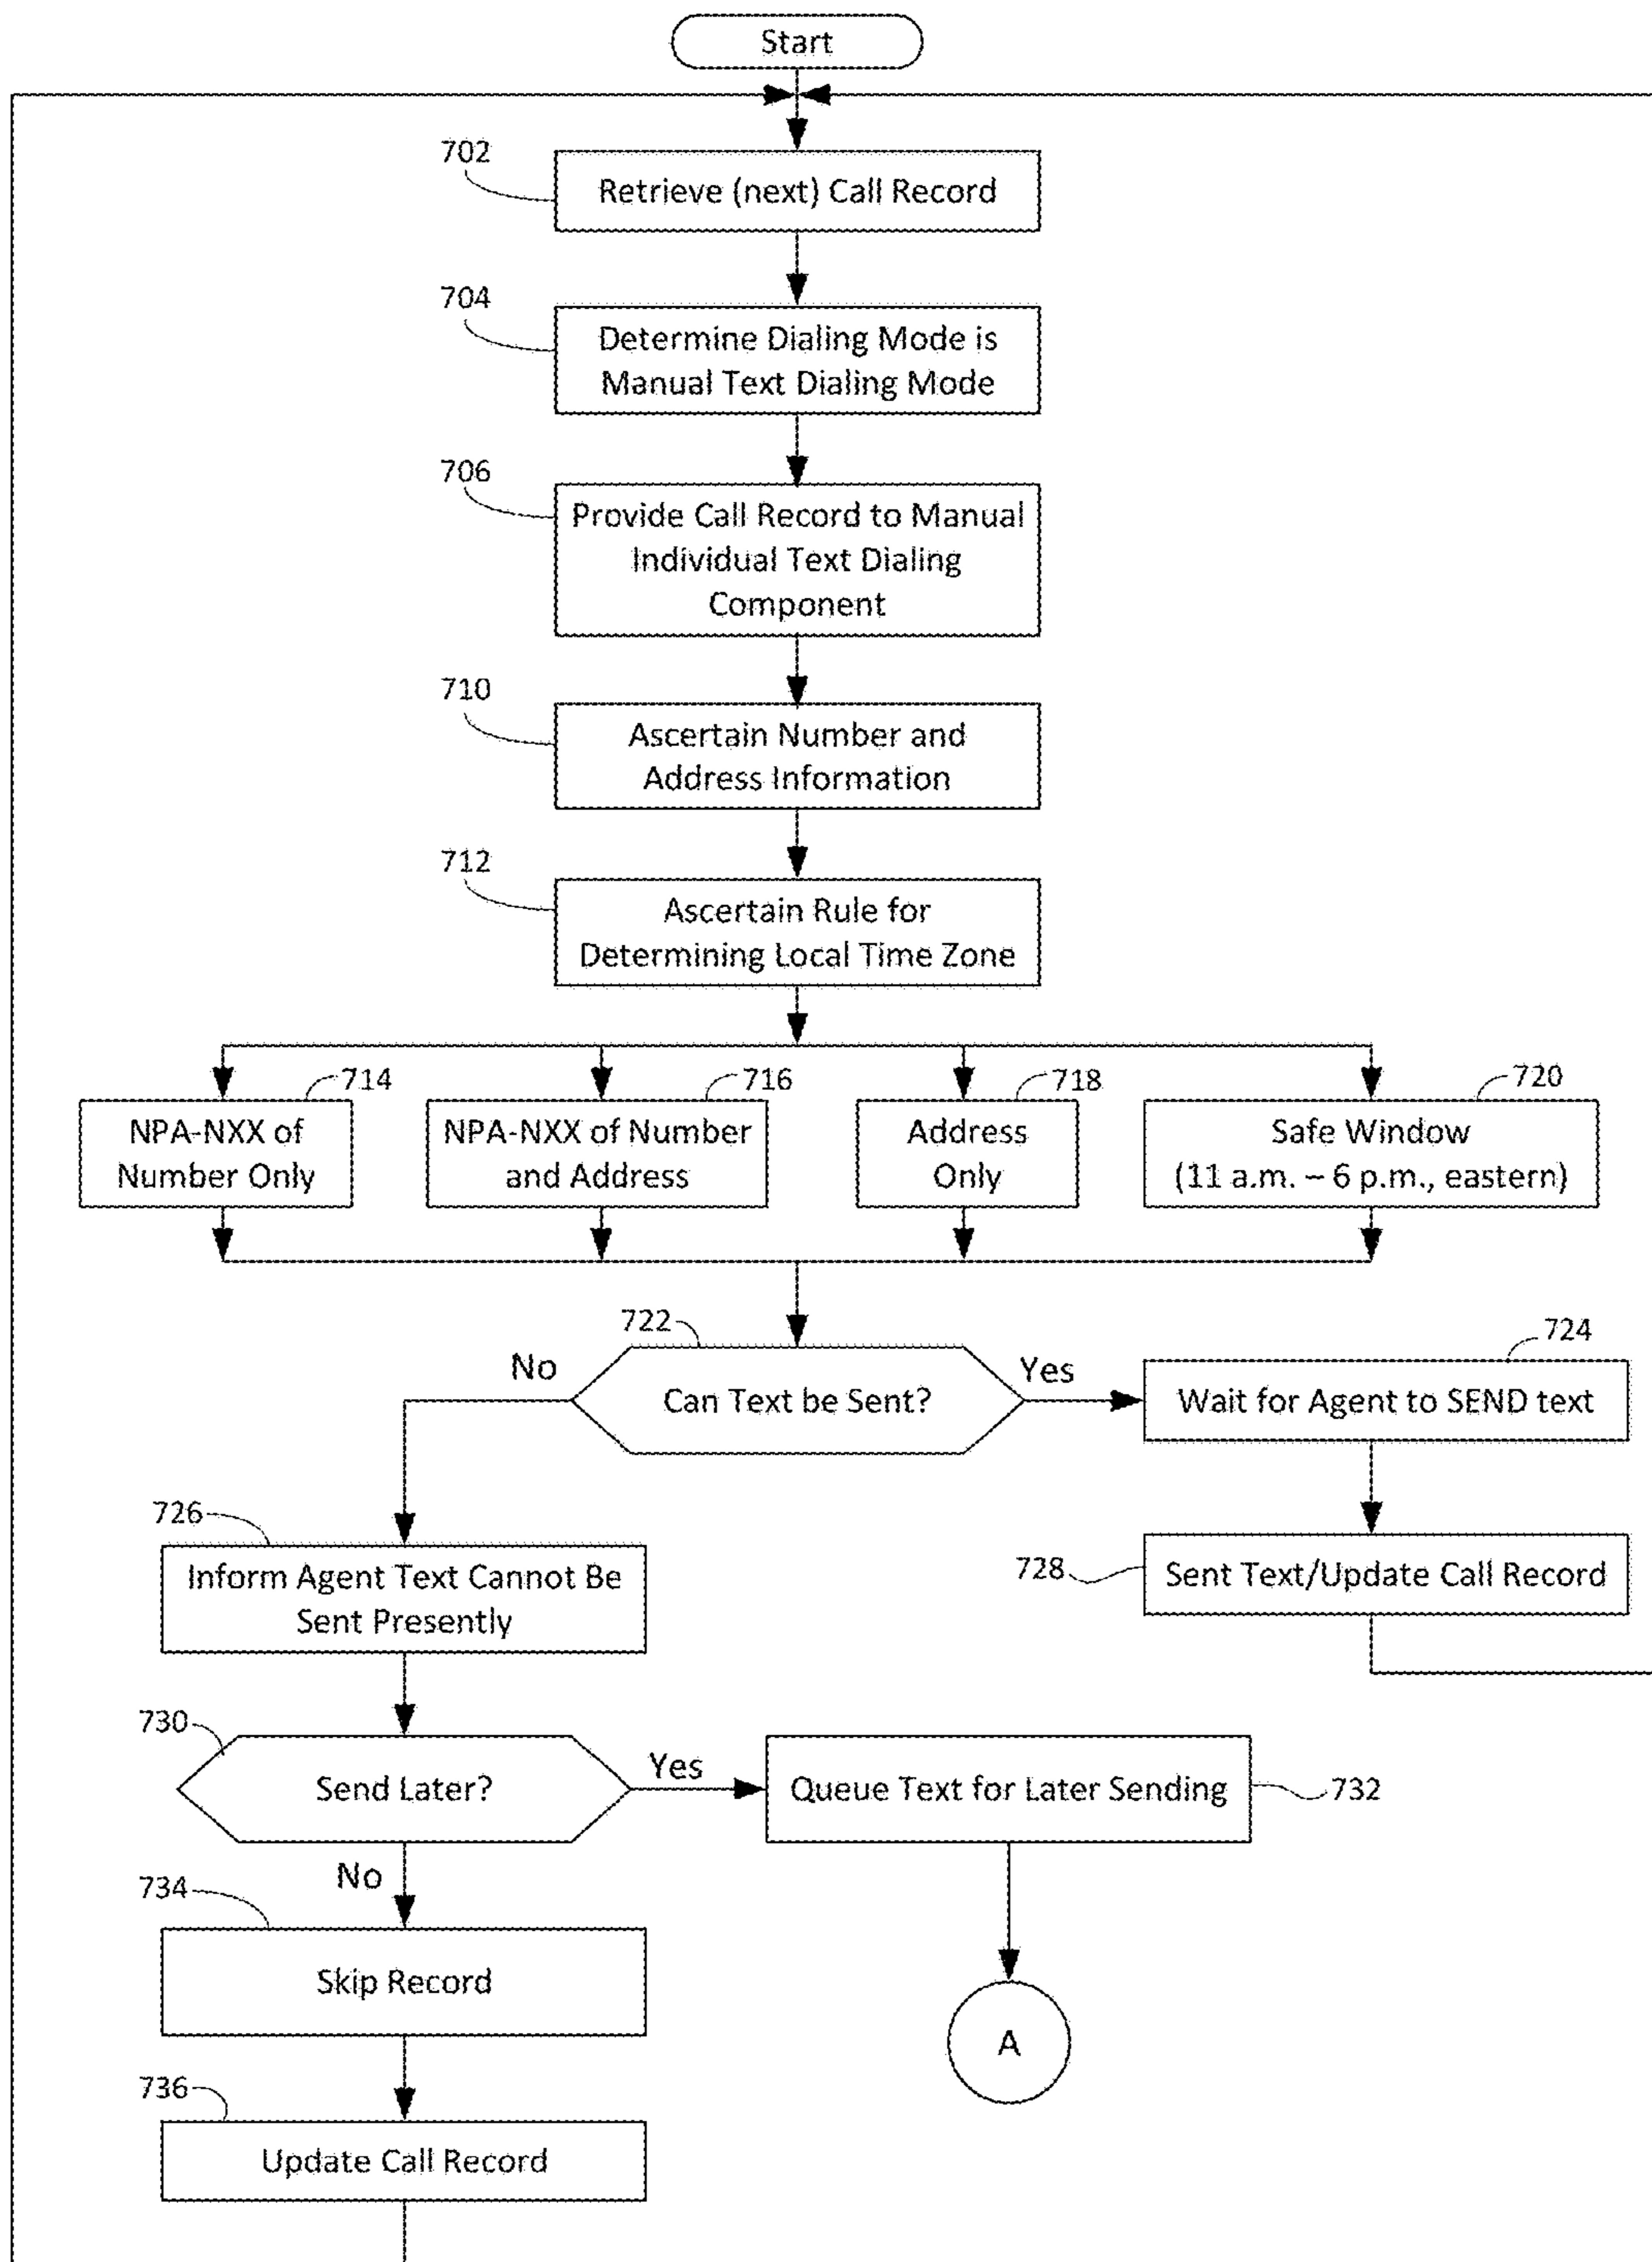 Start
702
Retrieve (next) Call Record
704
Determine Dialing Mode is
Manual Text Dialing Mode
706
Provide Call Record to Manual
Individual Text Dialing
Component
710
Ascertain Number and
Address Information
712
Ascertain Rule for
Determining Local Time Zone
714
NPA-NXX of
Number Only
716
NPA-NXX of Number
and Address
718
Address
Only
720
Safe Window
(11 a.m. – 6 p.m., eastern)
722
Can Text be Sent?
No
Yes
724
Wait for Agent to SEND text
726
Inform Agent Text Cannot Be
Sent Presently
728
Sent Text/Update Call Record
730
Send Later?
Yes
Queue Text for Later Sending
732
No
734
Skip Record
A
736
Update Call Record